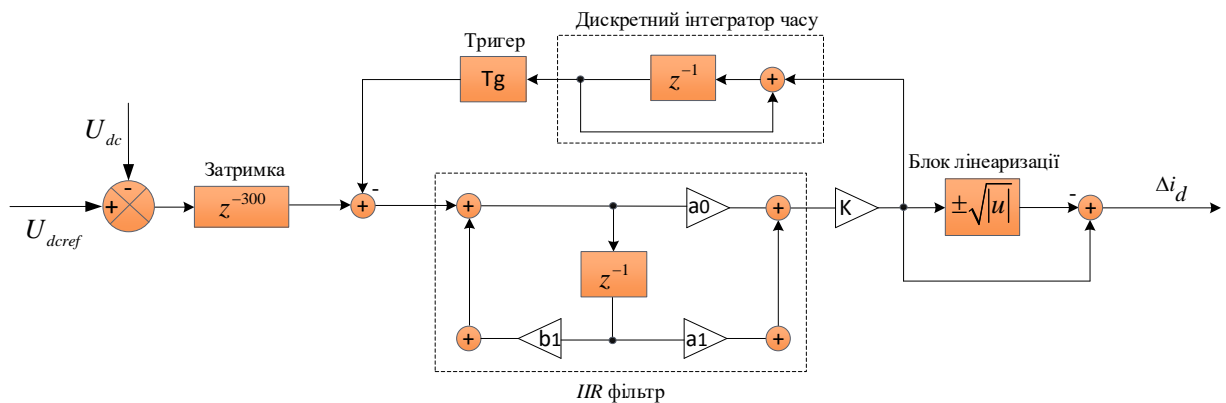 Дискретний інтегратор часу
Тригер
Tg
z⁻¹
+
U_dc
-
+
U_dcref
Затримка
z⁻³⁰⁰
-
+
+
a0
+
K
z⁻¹
+
b1
a1
+
IIR фільтр
Блок лінеаризації
±√|u|
-
+
Δi_d